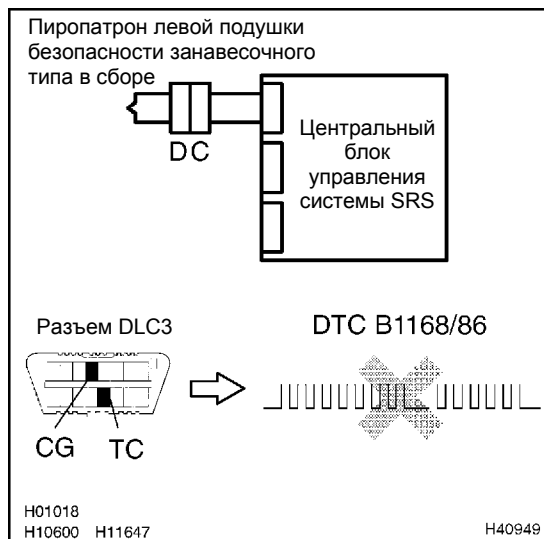 Пиропатрон левой подушки
безопасности занавесочного
типа в сборе
D C
Центральный
блок
управления
системы SRS
Разъем DLC3
DTC B1168/86
CG TC
H01018
H10600 H11647
H40949